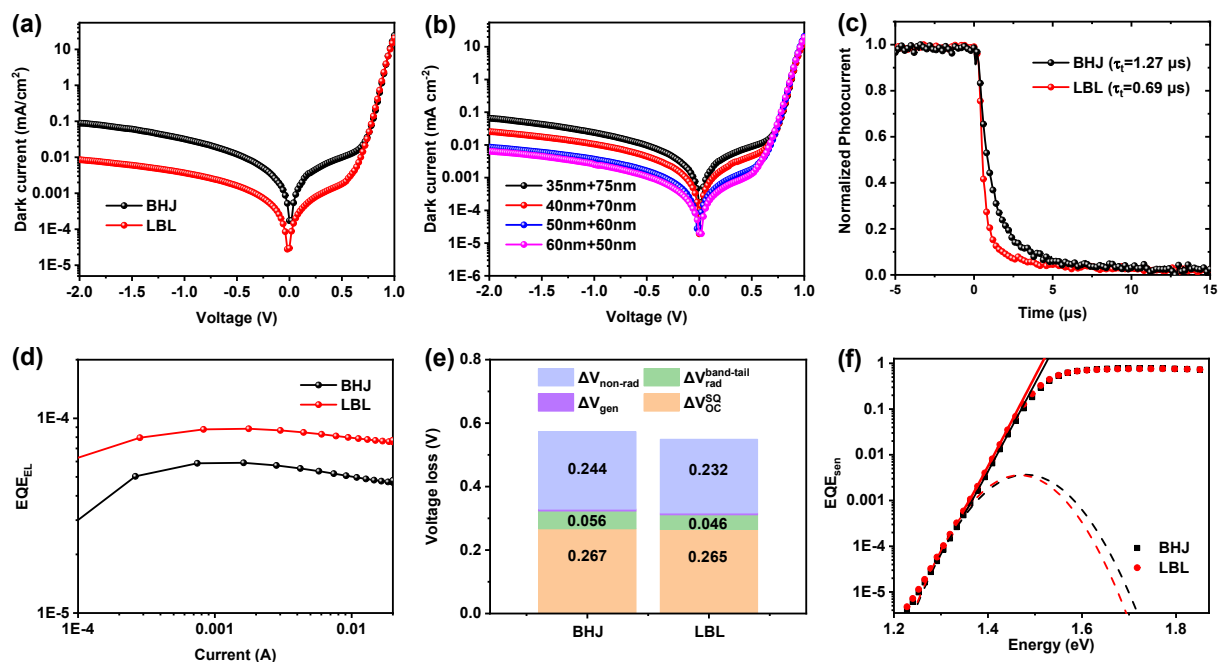 (a)
Dark current (mA/cm²)
10
1
0.1
0.01
0.001
1E-4
1E-5
BHJ
LBL
-2.0 -1.5 -1.0 -0.5 0.0 0.5 1.0
Voltage (V)
(b)
Dark current (mA cm⁻²)
10
1
0.1
0.01
0.001
1E-4
1E-5
1E-6
35nm+75nm
40nm+70nm
50nm+60nm
60nm+50nm
-2.0 -1.5 -1.0 -0.5 0.0 0.5 1.0
Voltage (V)
(c)
Normalized Photocurrent
1.0
0.8
0.6
0.4
0.2
0.0
BHJ (τt=1.27 μs)
LBL (τt=0.69 μs)
-5 0 5 10 15
Time (μs)
(d)
EQE_EL
1E-4
1E-5
BHJ
LBL
1E-4 0.001 0.01
Current (A)
(e)
Voltage loss (V)
0.8
0.6
0.4
0.2
0.0
ΔV_non-rad ΔV_rad^band-tail
ΔV_gen ΔV_OC^SQ
0.244 0.232
0.056 0.046
0.267 0.265
BHJ LBL
(f)
EQE_sen
1
0.1
0.01
0.001
1E-4
1E-5
BHJ
LBL
1.2 1.4 1.6 1.8
Energy (eV)